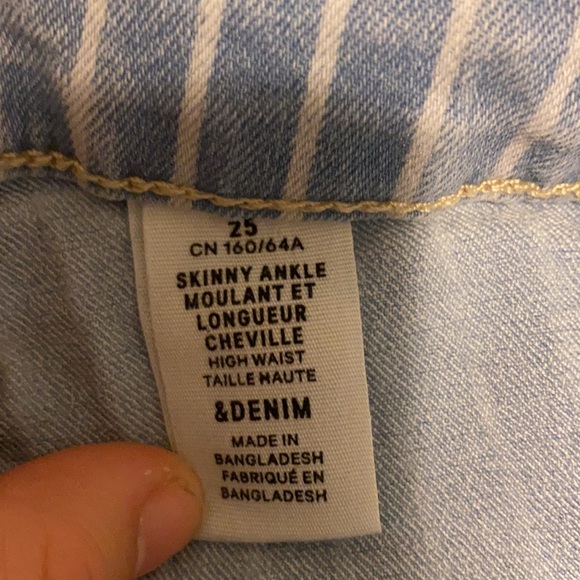 25
CN 160/64A
SKINNY ANKLE
MOULANT ET
LONGUEUR
CHEVILLE
HIGH WAIST
TAILLE HAUTE
&DENIM
MADE IN
BANGLADESH
FABRIQUÉ EN
BANGLADESH